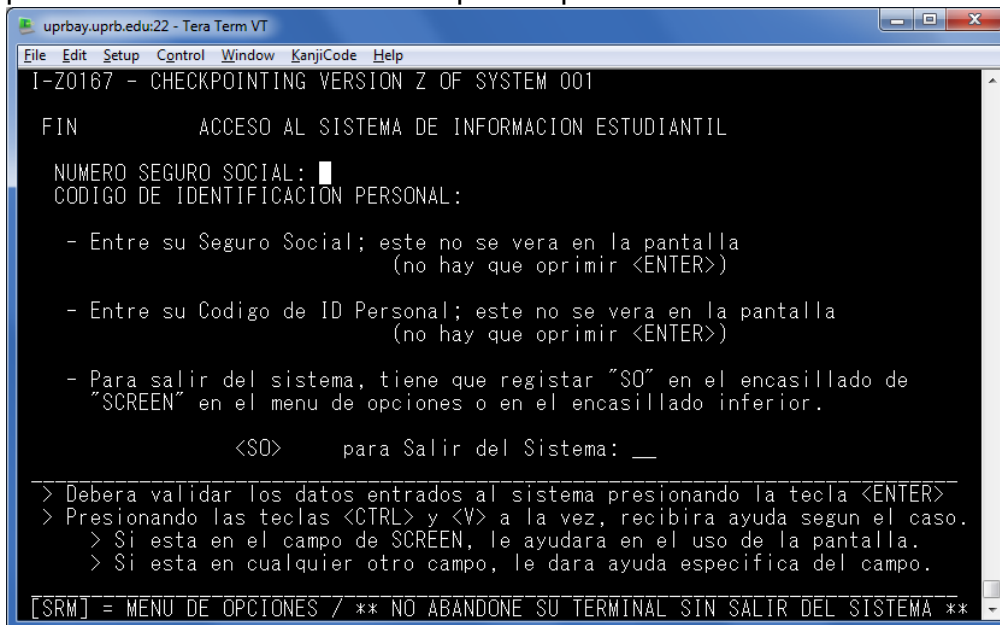 uprbay.uprb.edu:22 - Tera Term VT
File Edit Setup Control Window KanjiCode Help
I-Z0167 - CHECKPOINTING VERSION Z OF SYSTEM 001
FIN ACCESO AL SISTEMA DE INFORMACION ESTUDIANTIL
NUMERO SEGURO SOCIAL:
CODIGO DE IDENTIFICACION PERSONAL:
- Entre su Seguro Social; este no se vera en la pantalla
(no hay que oprimir <ENTER>)
- Entre su Codigo de ID Personal; este no se vera en la pantalla
(no hay que oprimir <ENTER>)
- Para salir del sistema, tiene que registar "SO" en el encasillado de
"SCREEN" en el menu de opciones o en el encasillado inferior.
<SO> para Salir del Sistema: __
> Debera validar los datos entrados al sistema presionando la tecla <ENTER>
> Presionando las teclas <CTRL> y <V> a la vez, recibira ayuda segun el caso.
> Si esta en el campo de SCREEN, le ayudara en el uso de la pantalla.
> Si esta en cualquier otro campo, le dara ayuda especifica del campo.
[SRM] = MENU DE OPCIONES / ** NO ABANDONE SU TERMINAL SIN SALIR DEL SISTEMA **